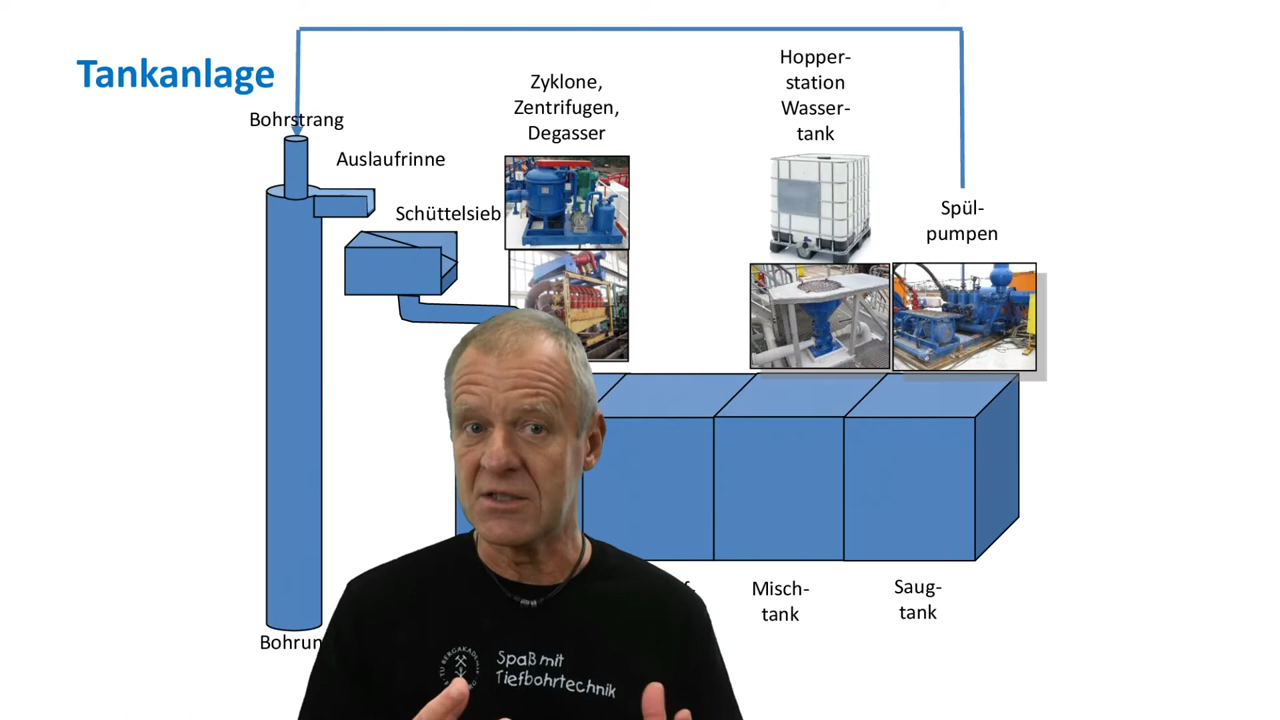 Tankanlage
Bohrstrang
Auslaufrinne
Schüttelsieb
Zyklone,
Zentrifugen,
Degasser
Hopper-
station
Wasser-
tank
Spül-
pumpen
Misch-
tank
Saug-
tank
Spaß mit
Tiefbohrtechnik